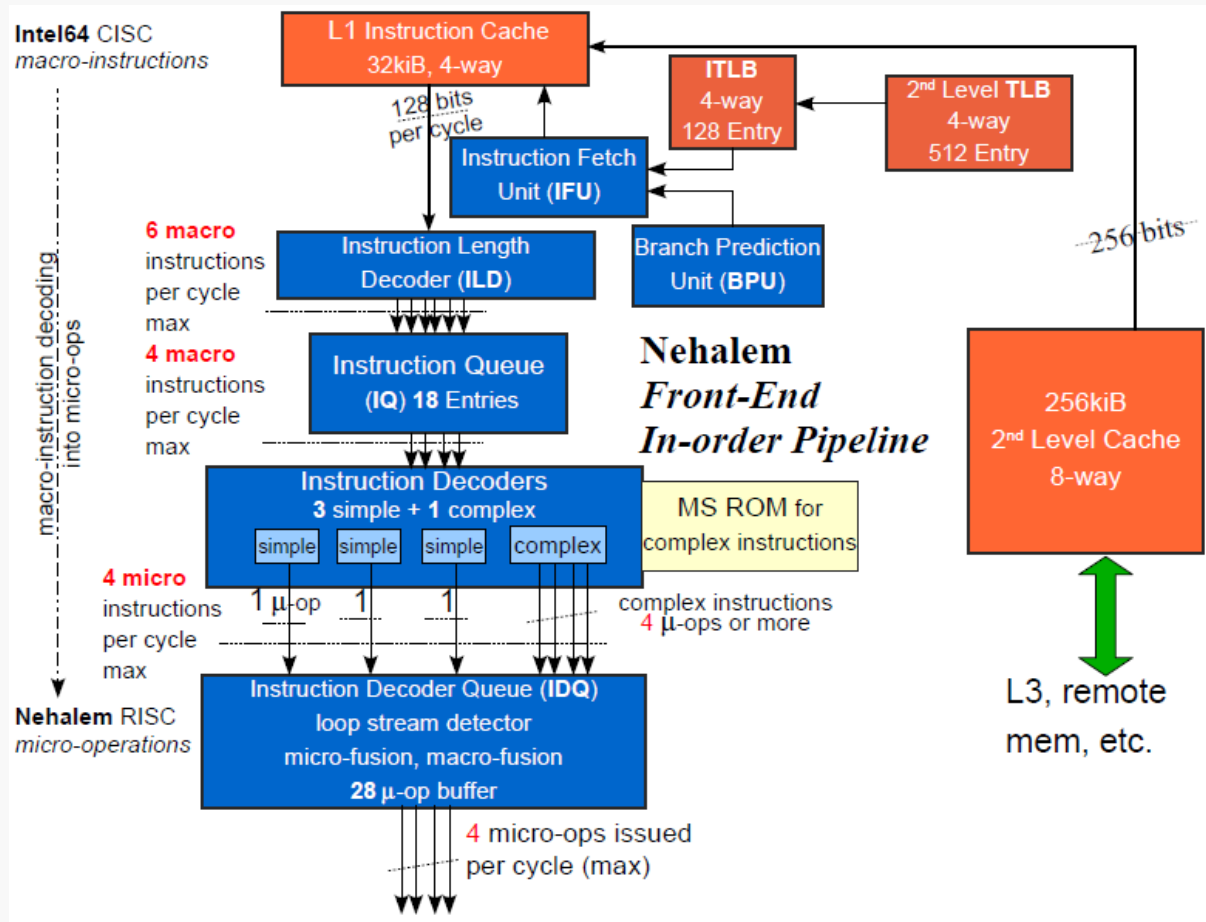 Intel64 CISC
macro-instructions
L1 Instruction Cache
32kiB, 4-way
128 bits
per cycle
ITLB
4-way
128 Entry
2nd Level TLB
4-way
512 Entry
Instruction Fetch
Unit (IFU)
Branch Prediction
Unit (BPU)
256 bits
6 macro
instructions
per cycle
max
Instruction Length
Decoder (ILD)
macro-instruction decoding
into micro-ops
4 macro
instructions
per cycle
max
Instruction Queue
(IQ) 18 Entries
Nehalem
Front-End
In-order Pipeline
256kiB
2nd Level Cache
8-way
Instruction Decoders
3 simple + 1 complex
simple
simple
simple
complex
MS ROM for
complex instructions
4 micro
instructions
per cycle
max
1 μ-op
1
1
complex instructions
4 μ-ops or more
L3, remote
mem, etc.
Nehalem RISC
micro-operations
Instruction Decoder Queue (IDQ)
loop stream detector
micro-fusion, macro-fusion
28 μ-op buffer
4 micro-ops issued
per cycle (max)